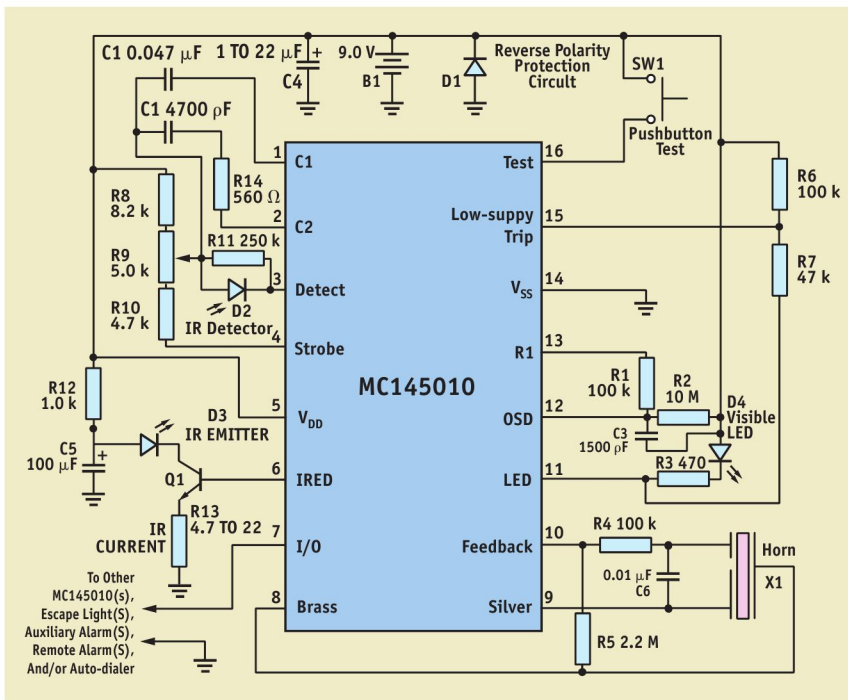 C1 0.047 µF
1 TO 22 µF
+
C4
9.0 V
B1
D1
Reverse Polarity
Protection
Circuit
SW1
Pushbutton
Test
C1 4700 ρF
R14
560 Ω
R8
8.2 k
R9
5.0 k
R10
4.7 k
R11 250 k
D2
IR Detector
R12
1.0 k
C5
100 µF
+
D3
IR EMITTER
Q1
R13
4.7 TO 22
IR
CURRENT
To Other
MC145010(s),
Escape Light(S),
Auxiliary Alarm(S),
Remote Alarm(S),
And/or Auto-dialer
1
C1
2
C2
3
Detect
4
Strobe
5
VDD
6
IRED
7
I/O
8
Brass
MC145010
Test
16
Low-suppy
Trip
15
VSS
14
R1
13
OSD
12
LED
11
Feedback
10
Silver
9
R6
100 k
R7
47 k
R1
100 k
R2
10 M
D4
Visible
LED
C3
1500 ρF
R3 470
R4 100 k
0.01 µF
C6
R5 2.2 M
Horn
X1